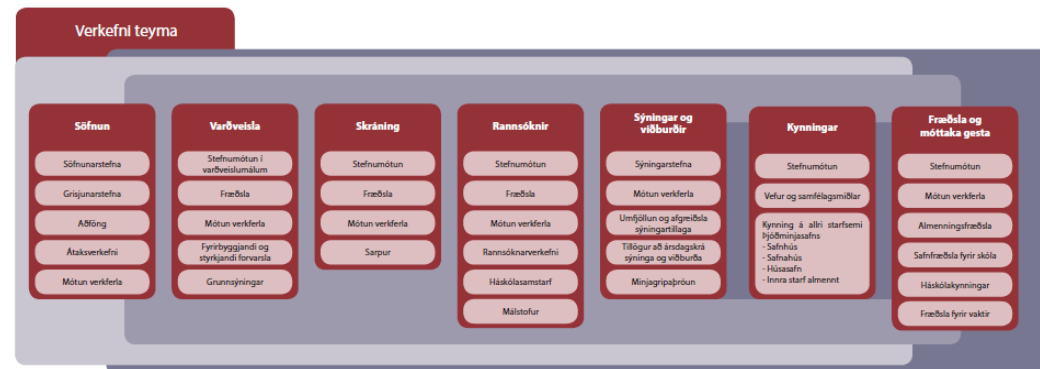 Verkefni teyma
Söfnun
Söfnunarstefna
Grisjunarstefna
Aðföng
Átaksverkefni
Mótun verkferla
Varðveisla
Stefnumótun í
varðveislumálum
Fræðsla
Mótun verkferla
Fyrirbyggjandi og
styrkjandi forvarsla
Grunnsýningar
Skráning
Stefnumótun
Fræðsla
Mótun verkferla
Sarpur
Rannsóknir
Stefnumótun
Fræðsla
Mótun verkferla
Rannsóknarverkefni
Háskólasamstarf
Málstofur
Sýningar og
viðburðir
Sýningarstefna
Mótun verkferla
Umfjöllun og afgreiðsla
sýningartillaga
Tillögur að ársdagskrá
sýninga og viðburða
Minjagripaþróun
Kynningar
Stefnumótun
Vefur og samfélagsmiðlar
Kynning á allri starfsemi
Þjóðminjasafns
- Safnhús
- Safnahús
- Húsasafn
- Innra starf almennt
Fræðsla og
móttaka gesta
Stefnumótun
Mótun verkferla
Almenningsfræðsla
Safnfræðsla fyrir skóla
Háskólakynningar
Fræðsla fyrir vaktir